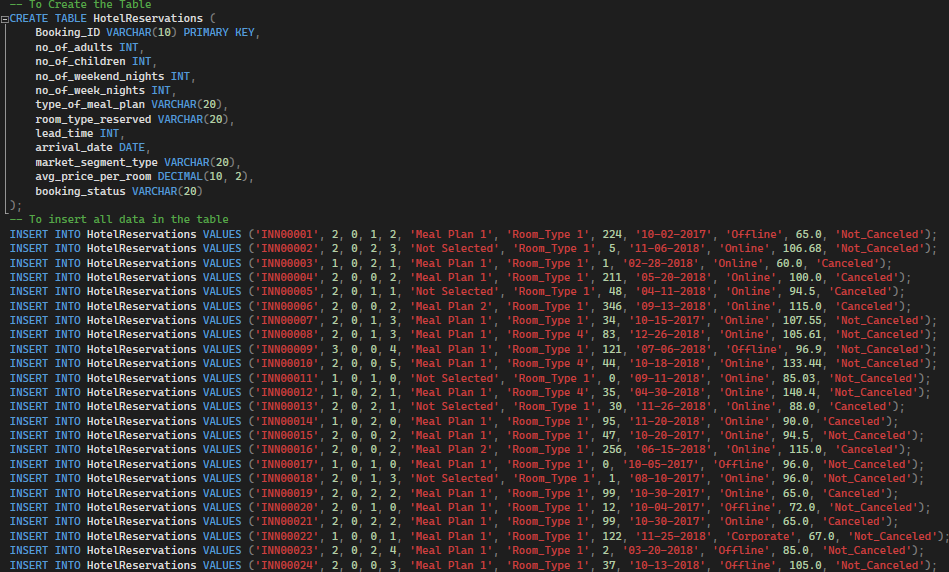 -- To Create the Table
CREATE TABLE HotelReservations (
Booking_ID VARCHAR(10) PRIMARY KEY,
no_of_adults INT,
no_of_children INT,
no_of_weekend_nights INT,
no_of_week_nights INT,
type_of_meal_plan VARCHAR(20),
room_type_reserved VARCHAR(20),
lead_time INT,
arrival_date DATE,
market_segment_type VARCHAR(20),
avg_price_per_room DECIMAL(10, 2),
booking_status VARCHAR(20)
);
-- To insert all data in the table
INSERT INTO HotelReservations VALUES ('INN00001', 2, 0, 1, 2, 'Meal Plan 1', 'Room_Type 1', 224, '10-02-2017', 'Offline', 65.0, 'Not_Canceled');
INSERT INTO HotelReservations VALUES ('INN00002', 2, 0, 2, 3, 'Not Selected', 'Room_Type 1', 5, '11-06-2018', 'Online', 106.68, 'Not_Canceled');
INSERT INTO HotelReservations VALUES ('INN00003', 1, 0, 2, 1, 'Meal Plan 1', 'Room_Type 1', 1, '02-28-2018', 'Online', 60.0, 'Canceled');
INSERT INTO HotelReservations VALUES ('INN00004', 2, 0, 0, 2, 'Meal Plan 1', 'Room_Type 1', 211, '05-20-2018', 'Online', 100.0, 'Canceled');
INSERT INTO HotelReservations VALUES ('INN00005', 2, 0, 1, 1, 'Not Selected', 'Room_Type 1', 48, '04-11-2018', 'Online', 94.5, 'Canceled');
INSERT INTO HotelReservations VALUES ('INN00006', 2, 0, 0, 2, 'Meal Plan 2', 'Room_Type 1', 346, '09-13-2018', 'Online', 115.0, 'Canceled');
INSERT INTO HotelReservations VALUES ('INN00007', 2, 0, 1, 3, 'Meal Plan 1', 'Room_Type 1', 34, '10-15-2017', 'Online', 107.55, 'Not_Canceled');
INSERT INTO HotelReservations VALUES ('INN00008', 2, 0, 1, 3, 'Meal Plan 1', 'Room_Type 4', 83, '12-26-2018', 'Online', 105.61, 'Not_Canceled');
INSERT INTO HotelReservations VALUES ('INN00009', 3, 0, 0, 4, 'Meal Plan 1', 'Room_Type 1', 121, '07-06-2018', 'Offline', 96.9, 'Not_Canceled');
INSERT INTO HotelReservations VALUES ('INN00010', 2, 0, 0, 5, 'Meal Plan 1', 'Room_Type 4', 44, '10-18-2018', 'Online', 133.44, 'Not_Canceled');
INSERT INTO HotelReservations VALUES ('INN00011', 1, 0, 1, 0, 'Not Selected', 'Room_Type 1', 0, '09-11-2018', 'Online', 85.03, 'Not_Canceled');
INSERT INTO HotelReservations VALUES ('INN00012', 1, 0, 2, 1, 'Meal Plan 1', 'Room_Type 4', 35, '04-30-2018', 'Online', 140.4, 'Not_Canceled');
INSERT INTO HotelReservations VALUES ('INN00013', 2, 0, 2, 1, 'Not Selected', 'Room_Type 1', 30, '11-26-2018', 'Online', 88.0, 'Canceled');
INSERT INTO HotelReservations VALUES ('INN00014', 1, 0, 2, 0, 'Meal Plan 1', 'Room_Type 1', 95, '11-20-2018', 'Online', 90.0, 'Canceled');
INSERT INTO HotelReservations VALUES ('INN00015', 2, 0, 0, 2, 'Meal Plan 1', 'Room_Type 1', 47, '10-20-2017', 'Online', 94.5, 'Not_Canceled');
INSERT INTO HotelReservations VALUES ('INN00016', 2, 0, 0, 2, 'Meal Plan 2', 'Room_Type 1', 256, '06-15-2018', 'Online', 115.0, 'Canceled');
INSERT INTO HotelReservations VALUES ('INN00017', 1, 0, 1, 0, 'Meal Plan 1', 'Room_Type 1', 0, '10-05-2017', 'Offline', 96.0, 'Not_Canceled');
INSERT INTO HotelReservations VALUES ('INN00018', 2, 0, 1, 3, 'Not Selected', 'Room_Type 1', 1, '08-10-2017', 'Online', 96.0, 'Not_Canceled');
INSERT INTO HotelReservations VALUES ('INN00019', 2, 0, 2, 2, 'Meal Plan 1', 'Room_Type 1', 99, '10-30-2017', 'Online', 65.0, 'Canceled');
INSERT INTO HotelReservations VALUES ('INN00020', 2, 0, 1, 0, 'Meal Plan 1', 'Room_Type 1', 12, '10-04-2017', 'Offline', 72.0, 'Not_Canceled');
INSERT INTO HotelReservations VALUES ('INN00021', 2, 0, 2, 2, 'Meal Plan 1', 'Room_Type 1', 99, '10-30-2017', 'Online', 65.0, 'Canceled');
INSERT INTO HotelReservations VALUES ('INN00022', 1, 0, 0, 1, 'Meal Plan 1', 'Room_Type 1', 122, '11-25-2018', 'Corporate', 67.0, 'Not_Canceled');
INSERT INTO HotelReservations VALUES ('INN00023', 2, 0, 2, 4, 'Meal Plan 1', 'Room_Type 1', 2, '03-20-2018', 'Offline', 85.0, 'Not_Canceled');
INSERT INTO HotelReservations VALUES ('INN00024', 2, 0, 0, 3, 'Meal Plan 1', 'Room_Type 1', 37, '10-13-2018', 'Offline', 105.0, 'Not_Canceled');